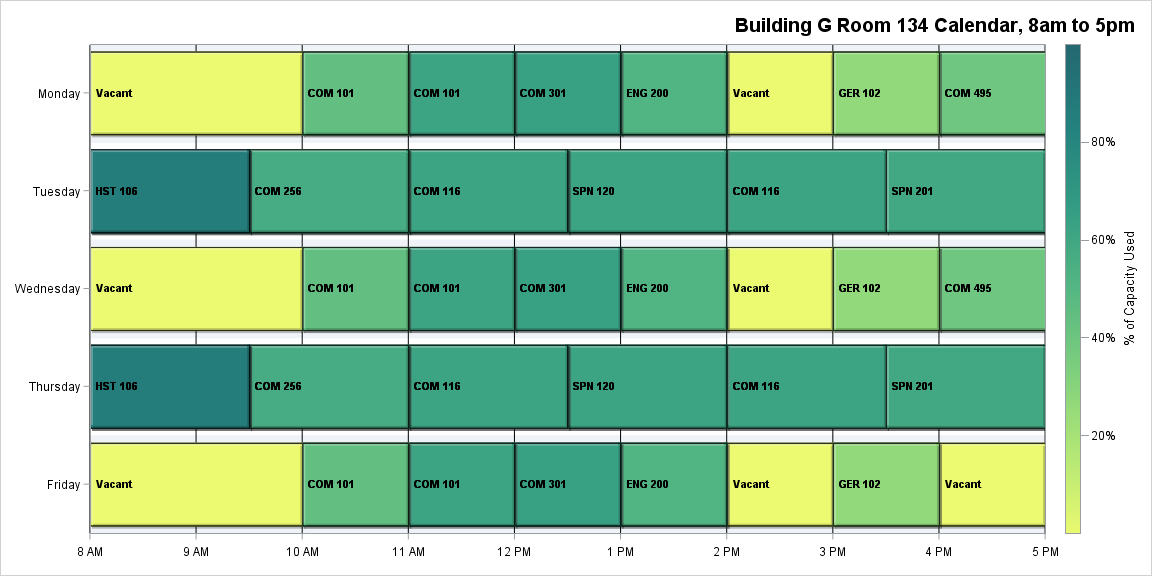 Building G Room 134 Calendar, 8am to 5pm
Monday
Vacant
COM 101
COM 101
COM 301
ENG 200
Vacant
GER 102
COM 495
Tuesday
HST 106
COM 256
COM 116
SPN 120
COM 116
SPN 201
Wednesday
Vacant
COM 101
COM 101
COM 301
ENG 200
Vacant
GER 102
COM 495
Thursday
HST 106
COM 256
COM 116
SPN 120
COM 116
SPN 201
Friday
Vacant
COM 101
COM 101
COM 301
ENG 200
Vacant
GER 102
Vacant
8 AM
9 AM
10 AM
11 AM
12 PM
1 PM
2 PM
3 PM
4 PM
5 PM
80%
60%
40%
20%
% of Capacity Used